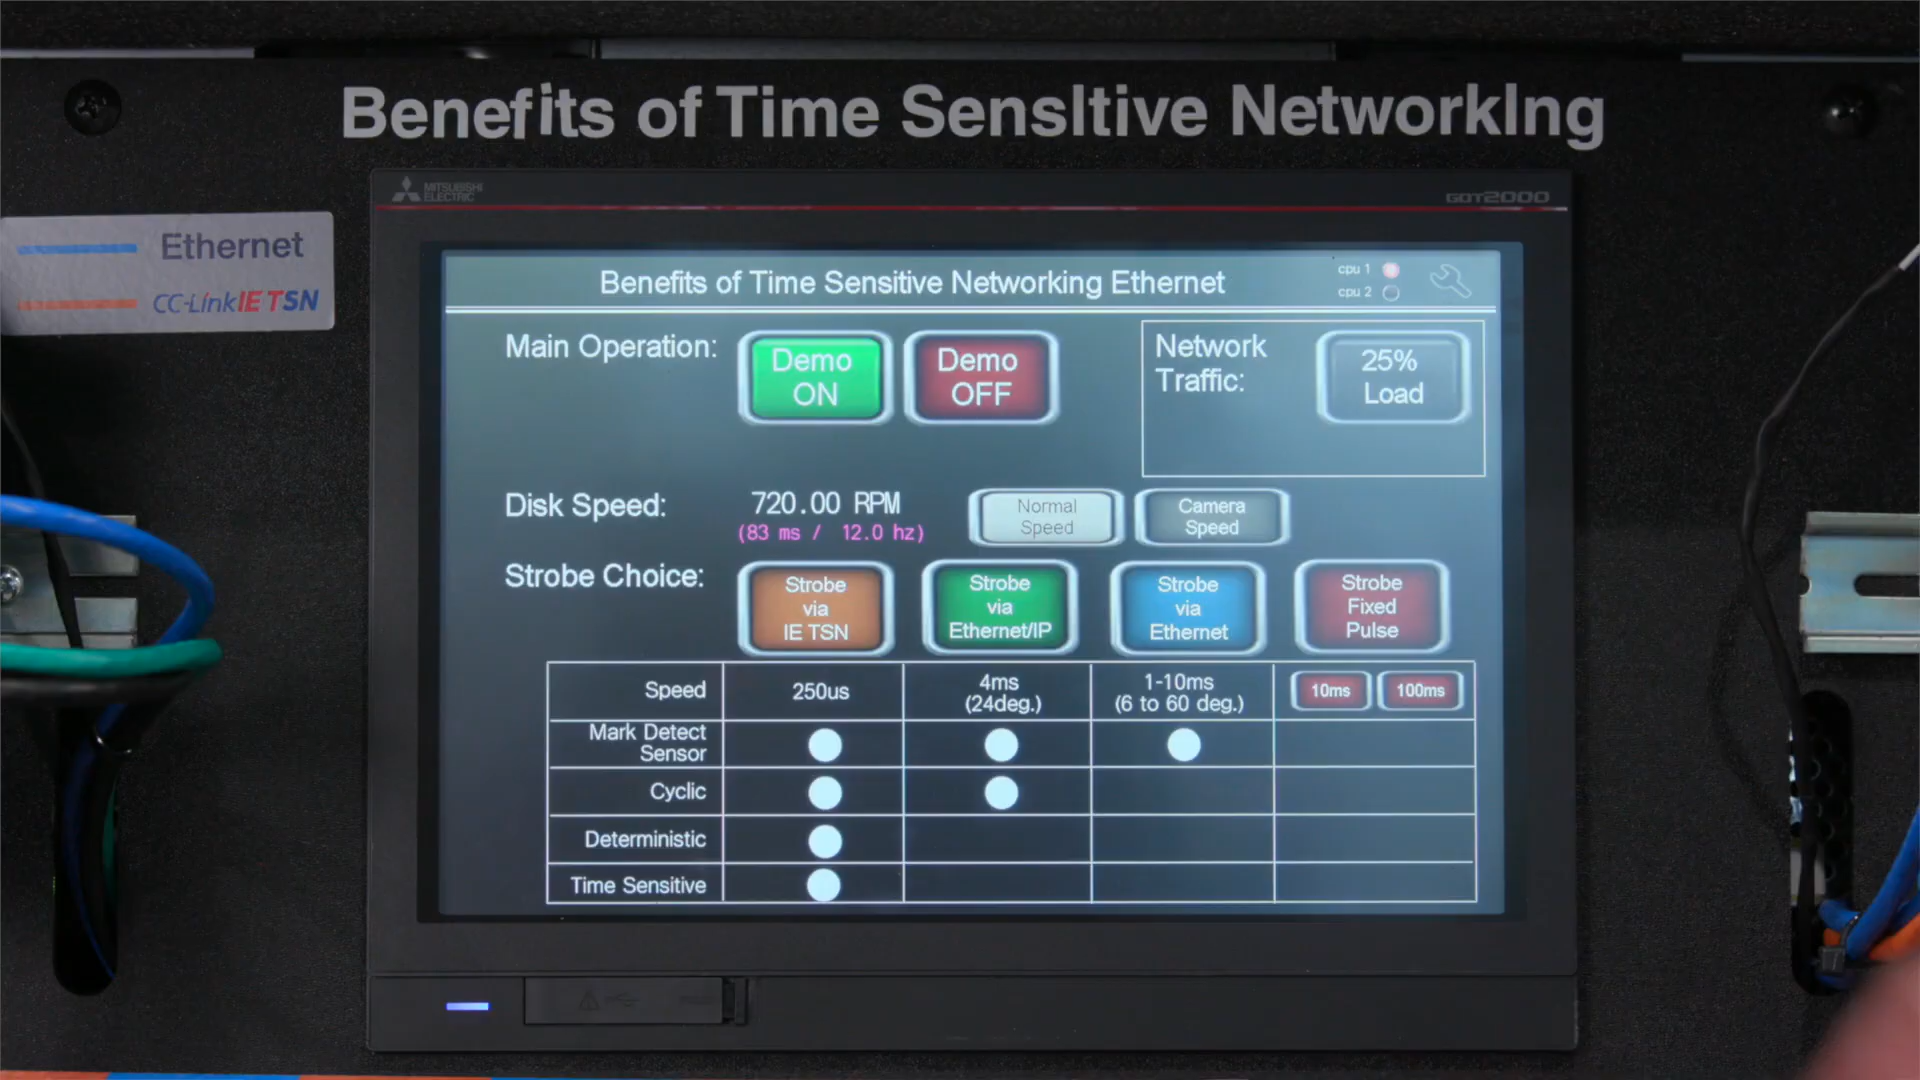 Benefits of Time SensItive NetworkIng
MITSUBISHI
ELECTRIC
GOT2000
Ethernet
CC-Link IE TSN
Benefits of Time Sensitive Networking Ethernet
cpu 1
cpu 2
Main Operation:
Demo
ON
Demo
OFF
Network
Traffic:
25%
Load
Disk Speed:
720.00 RPM
(83 ms / 12.0 hz)
Normal
Speed
Camera
Speed
Strobe Choice:
Strobe
via
IE TSN
Strobe
via
Ethernet/IP
Strobe
via
Ethernet
Strobe
Fixed
Pulse
Speed
250us
4ms
(24deg.)
1-10ms
(6 to 60 deg.)
10ms
100ms
Mark Detect
Sensor
Cyclic
Deterministic
Time Sensitive